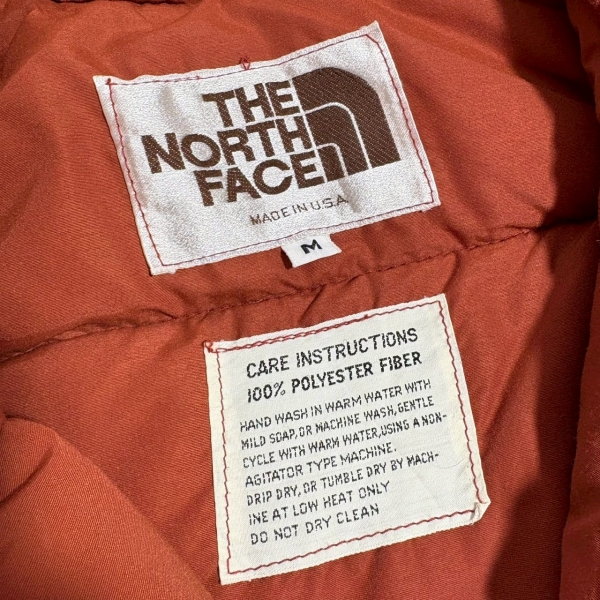 THE
NORTH
FACE
MADE IN U.S.A.
M
CARE INSTRUCTIONS
100% POLYESTER FIBER
HAND WASH IN WARM WATER WITH
MILD SOAP, OR MACHINE WASH, GENTLE
CYCLE WITH WARM WATER, USING A NON-
AGITATOR TYPE MACHINE.
DRIP DRY, OR TUMBLE DRY BY MACH-
INE AT LOW HEAT ONLY
DO NOT DRY CLEAN